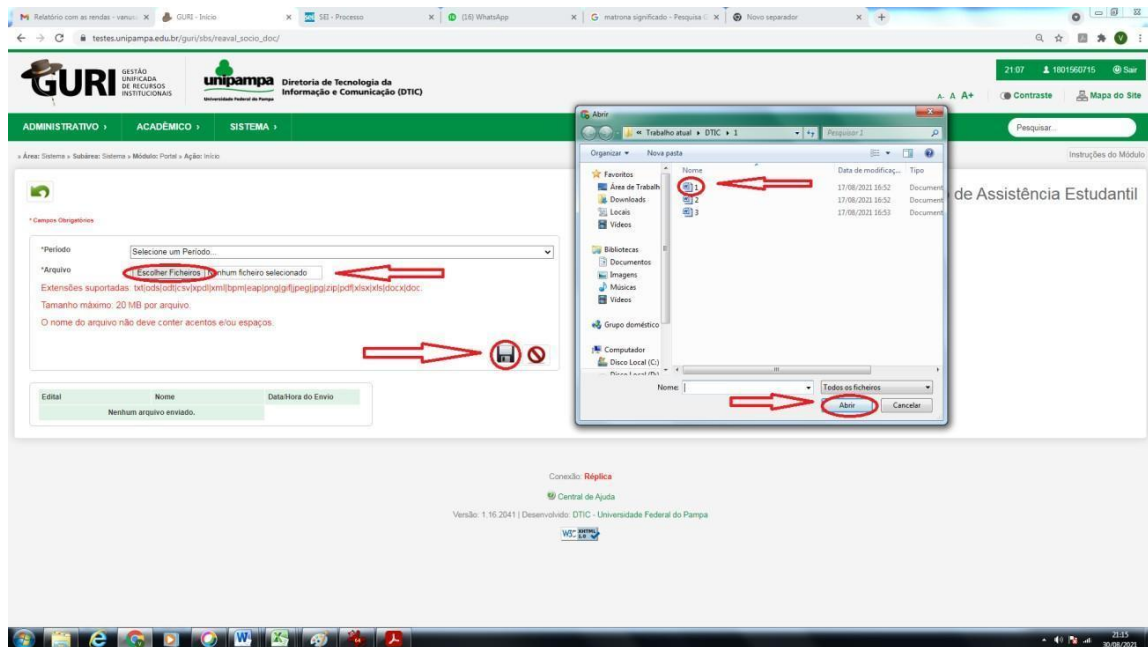 Relatório com as rendas - vanus
GURI - Início
SEI - Processo
(16) WhatsApp
matrona significado - Pesquisa
Novo separador
testes.unipampa.edu.br/guri/sbs/reaval_socio_doc/
GURI
GESTÃO
UNIFICADA
DE RECURSOS
INSTITUCIONAIS
unipampa
Universidade Federal do Pampa
Diretoria de Tecnologia da
Informação e Comunicação (DTIC)
21:07 1801560715 Sair
A- A A+ Contraste Mapa do Site
ADMINISTRATIVO › ACADÊMICO › SISTEMA ›
Pesquisar...
» Área: Sistema » Subárea: Sistema » Módulo: Portal » Ação: Início
Instruções do Módulo
de Assistência Estudantil
* Campos Obrigatórios
*Período Selecione um Período...
*Arquivo Escolher Ficheiros Nenhum ficheiro selecionado
Extensões suportadas: txt|ods|odt|csv|xpdl|xml|bpm|eap|png|gif|jpeg|jpg|zip|pdf|xlsx|xls|docx|doc.
Tamanho máximo: 20 MB por arquivo.
O nome do arquivo não deve conter acentos e/ou espaços.
Edital Nome Data/Hora do Envio
Nenhum arquivo enviado.
Abrir
« Trabalho atual DTIC 1
Pesquisar 1
Organizar Nova pasta
Nome Data de modificaç... Tipo
1 17/08/2021 16:52 Document
2 17/08/2021 16:52 Document
3 17/08/2021 16:53 Document
Favoritos
Área de Trabalh
Downloads
Locais
Vídeos
Bibliotecas
Documentos
Imagens
Músicas
Vídeos
Grupo doméstico
Computador
Disco Local (C:)
Disco Local (D:)
Nome: Todos os ficheiros
Abrir Cancelar
Conexão: Réplica
Central de Ajuda
Versão: 1.16.2041 | Desenvolvido: DTIC - Universidade Federal do Pampa
W3C XHTML 1.0
21:15
30/08/2021